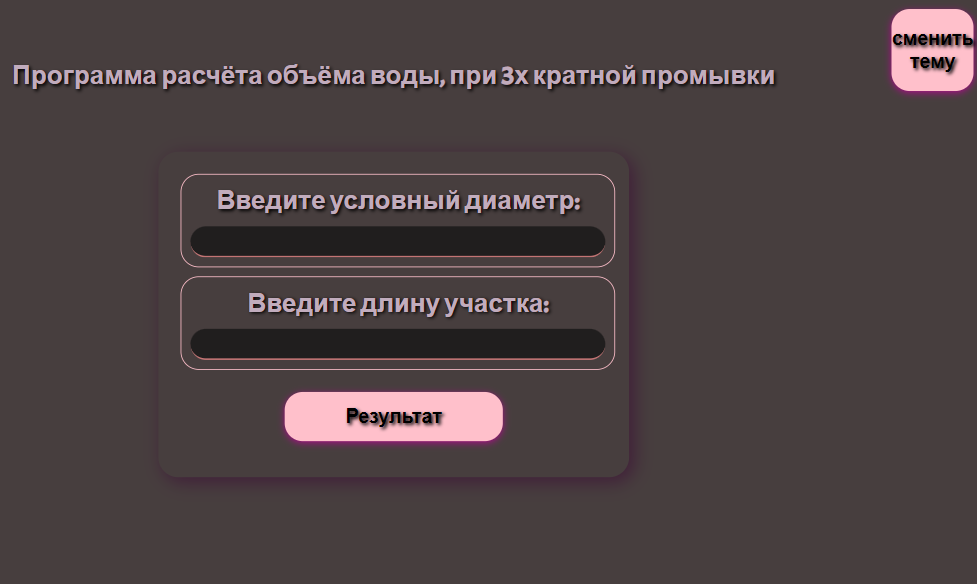 сменить
тему
Программа расчёта объёма воды, при 3х кратной промывки
Введите условный диаметр:
Введите длину участка:
Результат